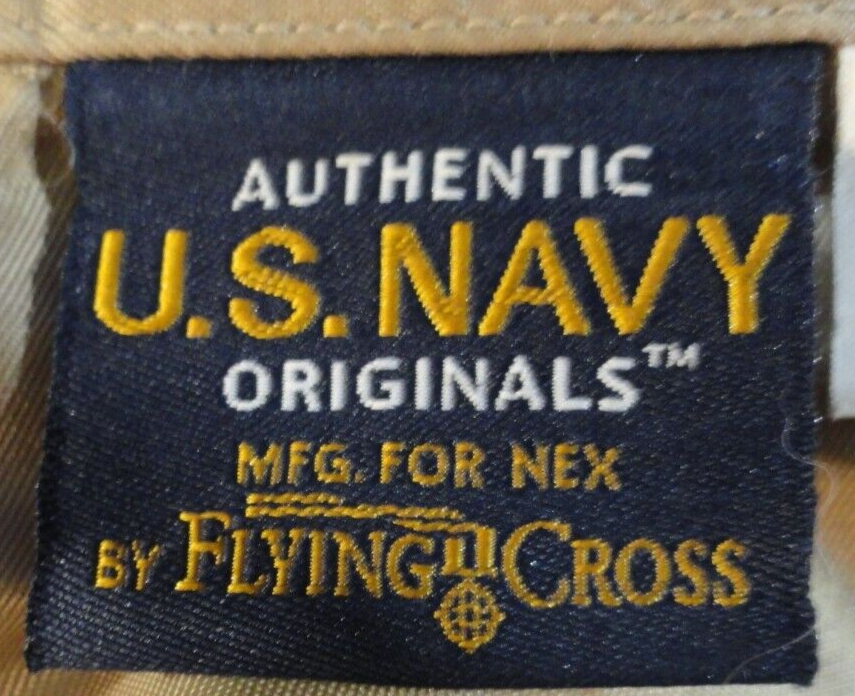 AUTHENTIC
U.S. NAVY
ORIGINALS™
MFG. FOR NEX
BY FLYING CROSS